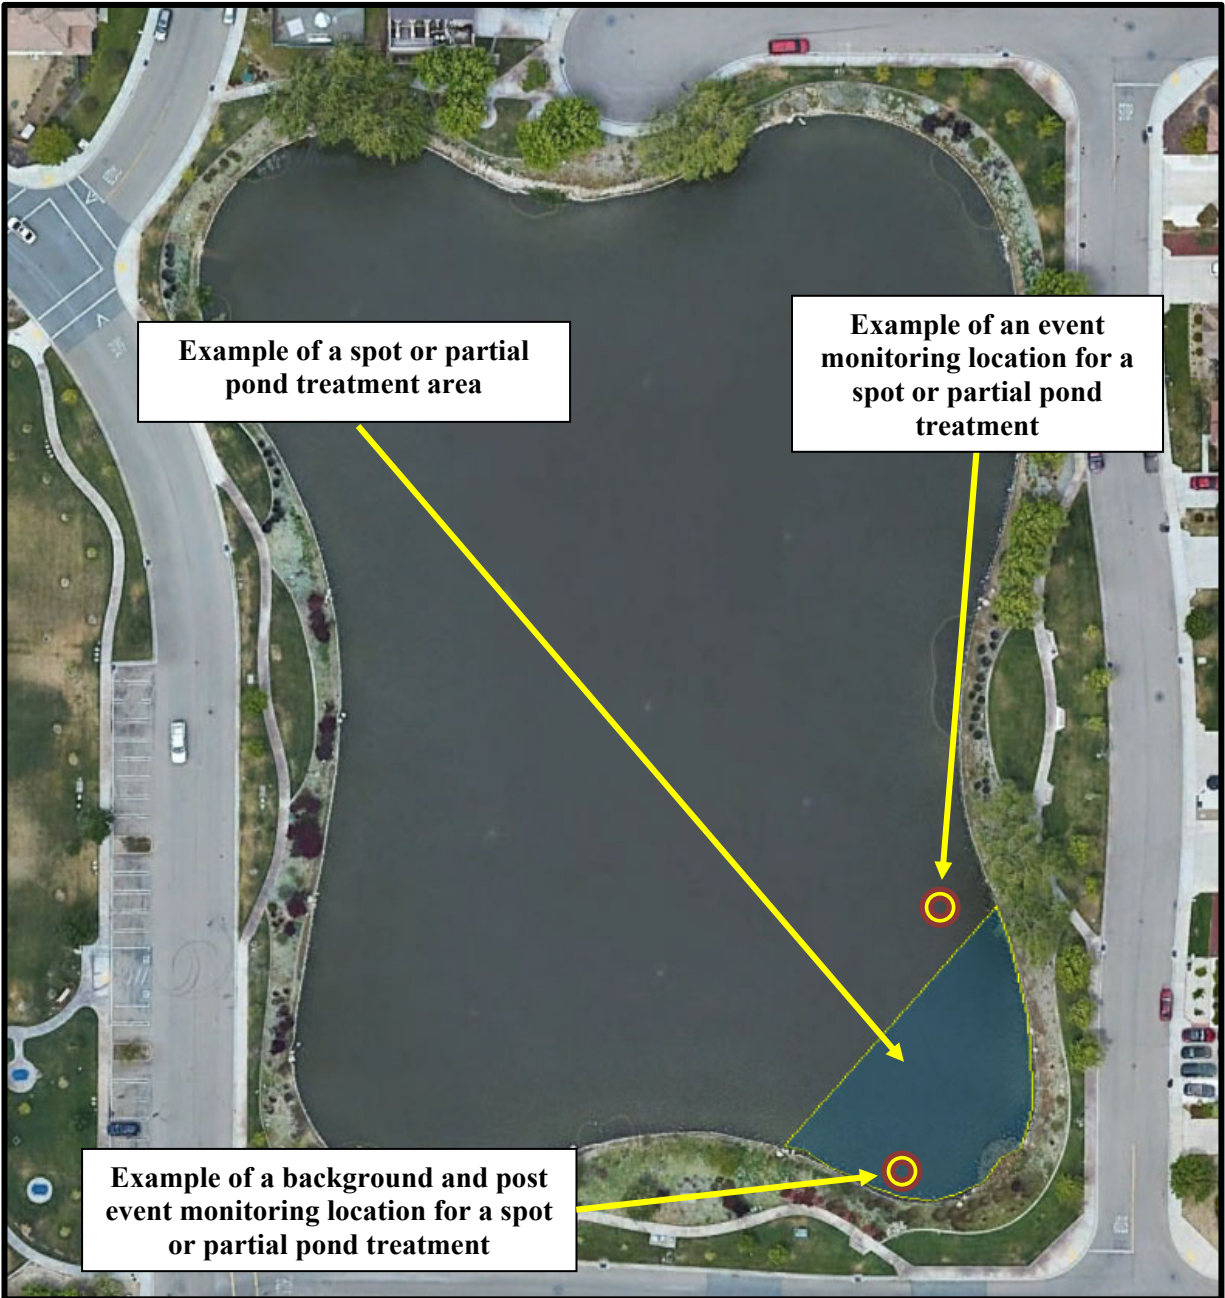 Example of a spot or partial
pond treatment area
Example of an event
monitoring location for a
spot or partial pond
treatment
Example of a background and post
event monitoring location for a spot
or partial pond treatment